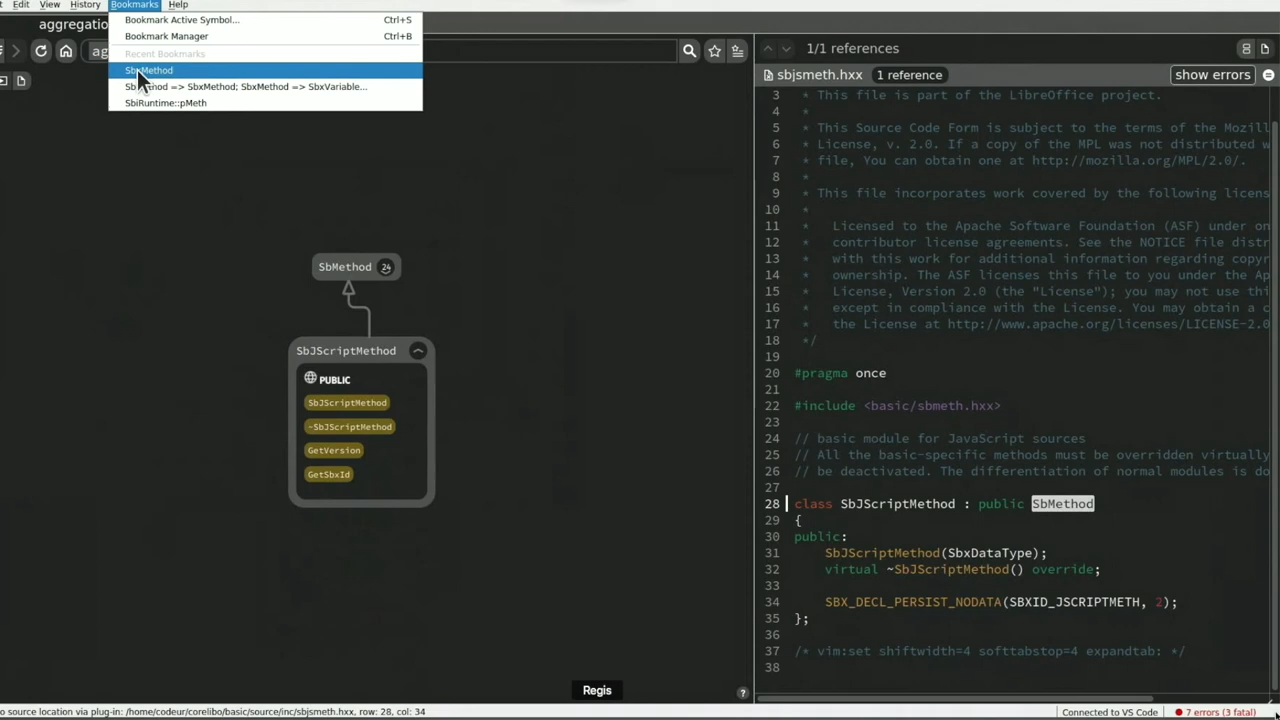 Edit View History Bookmarks Help
aggregatio
ag
Bookmark Active Symbol... Ctrl+S
Bookmark Manager Ctrl+B
Recent Bookmarks
SbxMethod
=> SbxMethod; SbxMethod => SbxVariable...
SbiRuntime::pMeth
SbMethod 24
SbJScriptMethod
PUBLIC
SbJScriptMethod
~SbJScriptMethod
GetVersion
GetSbxId
Regis
?
1/1 references
sbjsmeth.hxx 1 reference show errors
3 * This file is part of the LibreOffice project.
4 *
5 * This Source Code Form is subject to the terms of the Mozill
6 * License, v. 2.0. If a copy of the MPL was not distributed w
7 * file, You can obtain one at http://mozilla.org/MPL/2.0/.
8 *
9 * This file incorporates work covered by the following licens
10 *
11 * Licensed to the Apache Software Foundation (ASF) under on
12 * contributor license agreements. See the NOTICE file distr
13 * with this work for additional information regarding copyr
14 * ownership. The ASF licenses this file to you under the Ap
15 * License, Version 2.0 (the "License"); you may not use thi
16 * except in compliance with the License. You may obtain a c
17 * the License at http://www.apache.org/licenses/LICENSE-2.0
18 */
19
20 #pragma once
21
22 #include <basic/sbmeth.hxx>
23
24 // basic module for JavaScript sources
25 // All the basic-specific methods must be overridden virtually
26 // be deactivated. The differentiation of normal modules is do
27
28 class SbJScriptMethod : public SbMethod
29 {
30 public:
31 SbJScriptMethod(SbxDataType);
32 virtual ~SbJScriptMethod() override;
33
34 SBX_DECL_PERSIST_NODATA(SBXID_JSCRIPTMETH, 2);
35 };
36
37 /* vim:set shiftwidth=4 softtabstop=4 expandtab: */
38
o source location via plug-in: /home/codeur/corelibo/basic/source/inc/sbjsmeth.hxx, row: 28, col: 34
Connected to VS Code 7 errors (3 fatal)